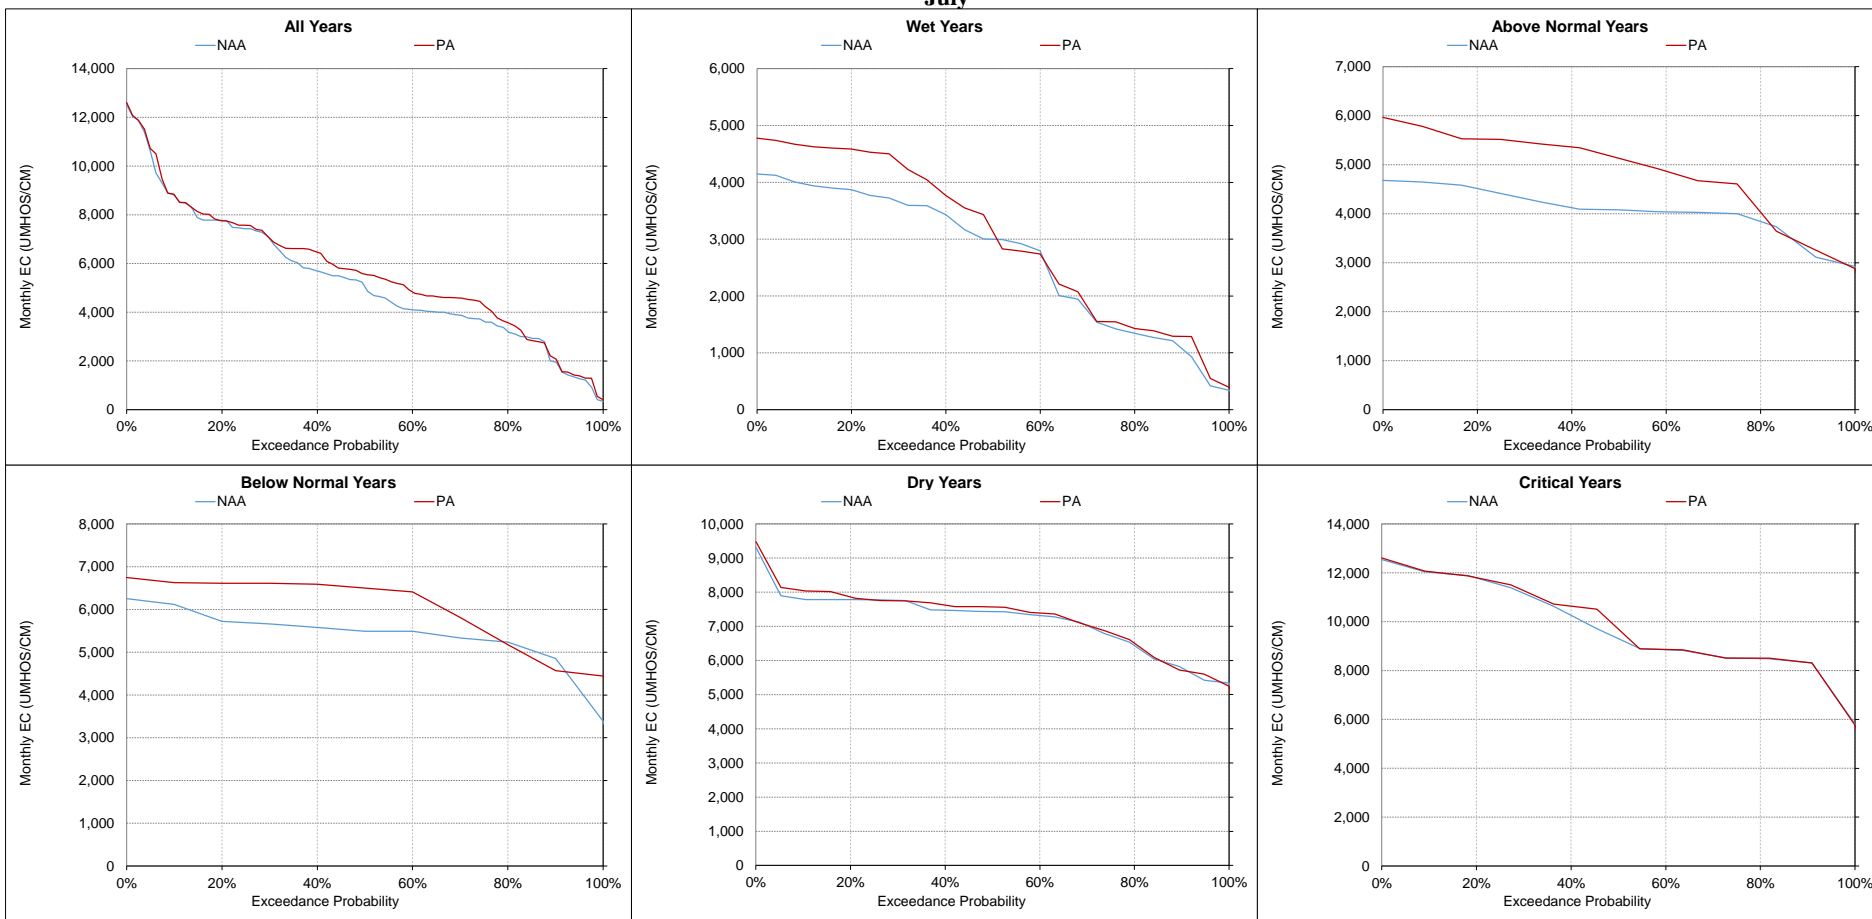 July
All Years
NAA PA
14,000
12,000
10,000
8,000
6,000
4,000
2,000
0
Monthly EC (UMHOS/CM)
0% 20% 40% 60% 80% 100%
Exceedance Probability
Wet Years
NAA PA
6,000
5,000
4,000
3,000
2,000
1,000
0
Monthly EC (UMHOS/CM)
0% 20% 40% 60% 80% 100%
Exceedance Probability
Above Normal Years
NAA PA
7,000
6,000
5,000
4,000
3,000
2,000
1,000
0
Monthly EC (UMHOS/CM)
0% 20% 40% 60% 80% 100%
Exceedance Probability
Below Normal Years
NAA PA
8,000
7,000
6,000
5,000
4,000
3,000
2,000
1,000
0
Monthly EC (UMHOS/CM)
0% 20% 40% 60% 80% 100%
Exceedance Probability
Dry Years
NAA PA
10,000
9,000
8,000
7,000
6,000
5,000
4,000
3,000
2,000
1,000
0
Monthly EC (UMHOS/CM)
0% 20% 40% 60% 80% 100%
Exceedance Probability
Critical Years
NAA PA
14,000
12,000
10,000
8,000
6,000
4,000
2,000
0
Monthly EC (UMHOS/CM)
0% 20% 40% 60% 80% 100%
Exceedance Probability